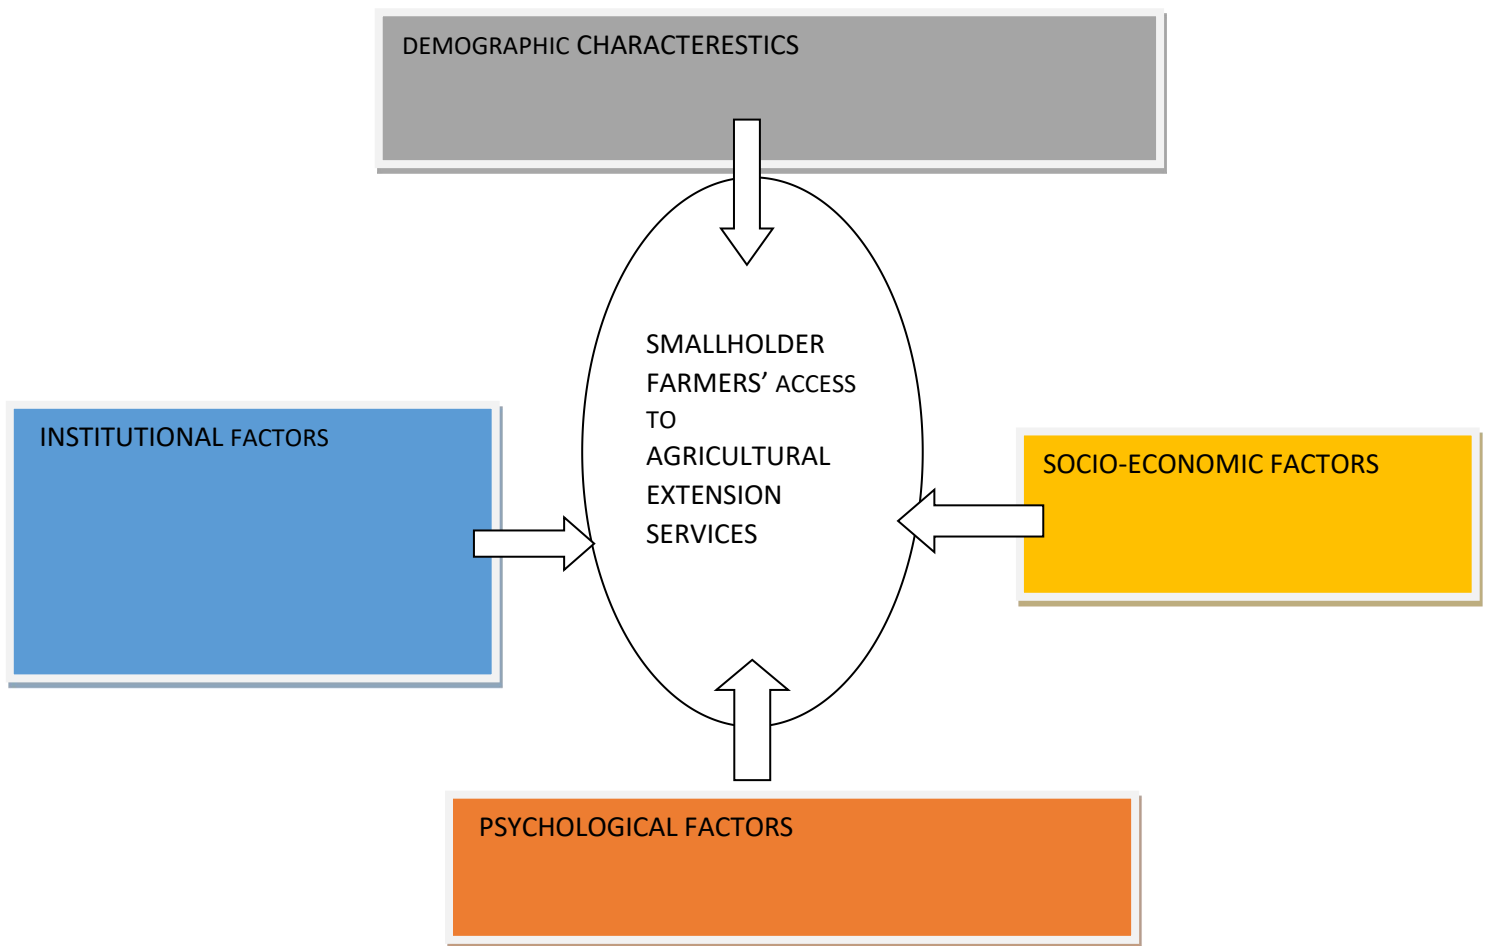 DEMOGRAPHIC CHARACTERESTICS
SMALLHOLDER
FARMERS’ ACCESS
TO
AGRICULTURAL
EXTENSION
SERVICES
INSTITUTIONAL FACTORS
SOCIO-ECONOMIC FACTORS
PSYCHOLOGICAL FACTORS